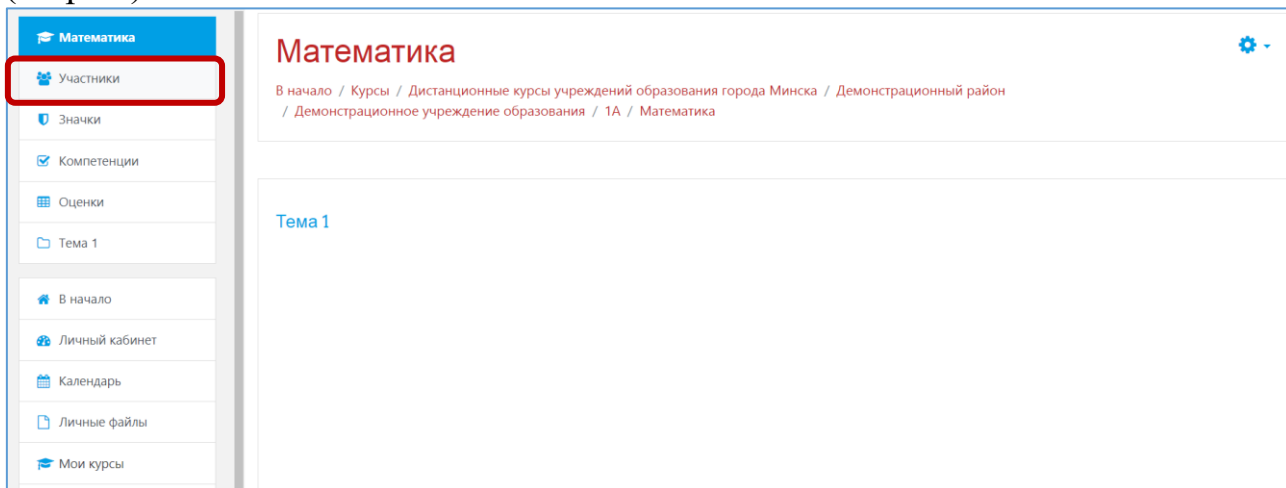 Математика
Участники
Значки
Компетенции
Оценки
Тема 1
В начало
Личный кабинет
Календарь
Личные файлы
Мои курсы
Математика
В начало / Курсы / Дистанционные курсы учреждений образования города Минска / Демонстрационный район
/ Демонстрационное учреждение образования / 1А / Математика
Тема 1